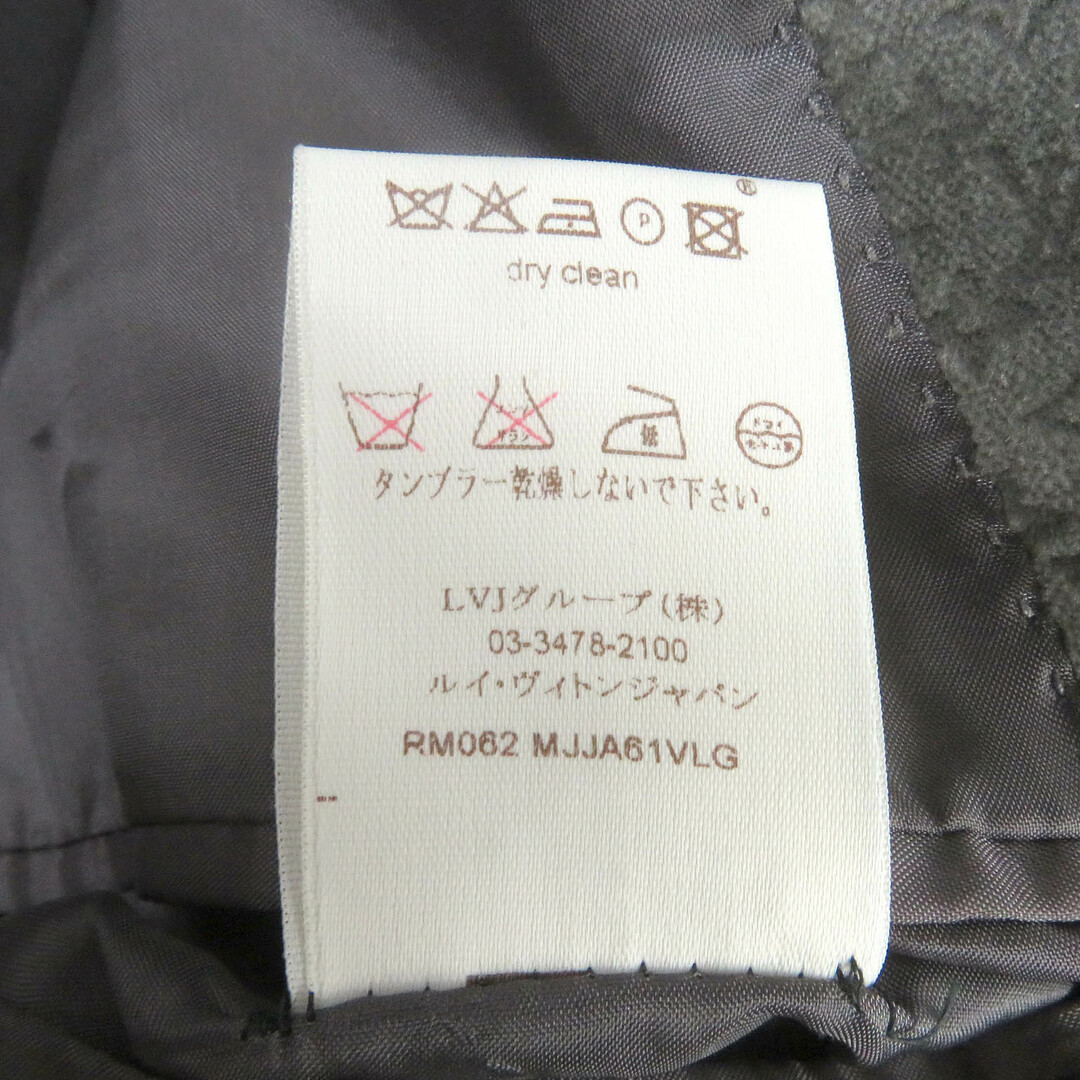 ®
P
dry clean
低
タンブラー乾燥しないで下さい。
LVJグループ(株)
03-3478-2100
ルイ・ヴィトンジャパン
RM062 MJJA61VLG